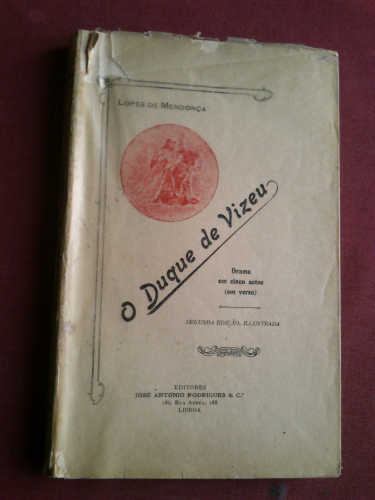 LOPES DE MENDONÇA
O Duque de Vizeu
Drama
em cinco actos
(em verso)
SEGUNDA EDIÇÃO, ILLUSTRADA
EDITORES
JOSÉ ANTONIO RODRIGUES & C.ª
186, RUA AUREA, 188
LISBOA